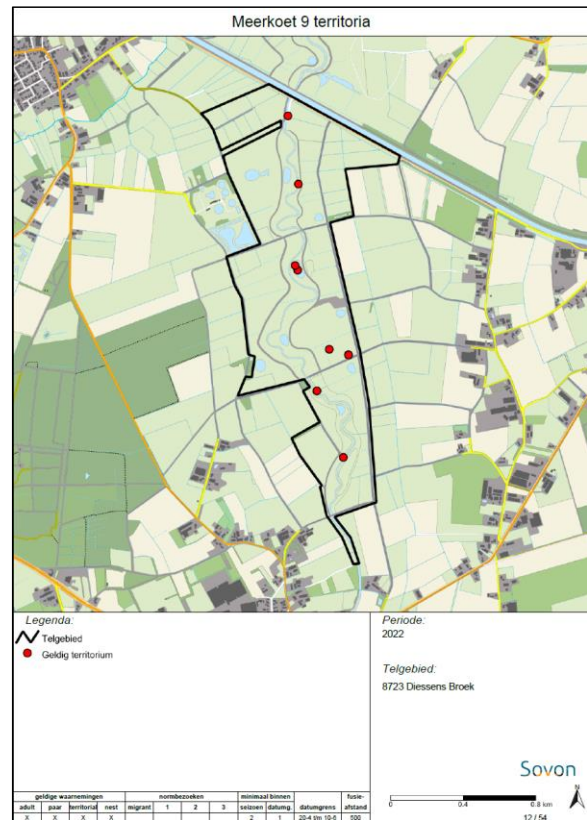 Meerkoet 9 territoria
Legenda:
Telgebied
Geldig territorium
Periode:
2022
Telgebied:
8723 Diessens Broek
Sovon
0 0.4 0.8 km
N
12 / 54
geldige waarnemingen normbezoeken minimaal binnen fusie-
adult paar territoriaal nest migrant 1 2 3 seizoen datumg. datumgrens afstand
X X X X 2 1 20-4 t/m 10-6 500